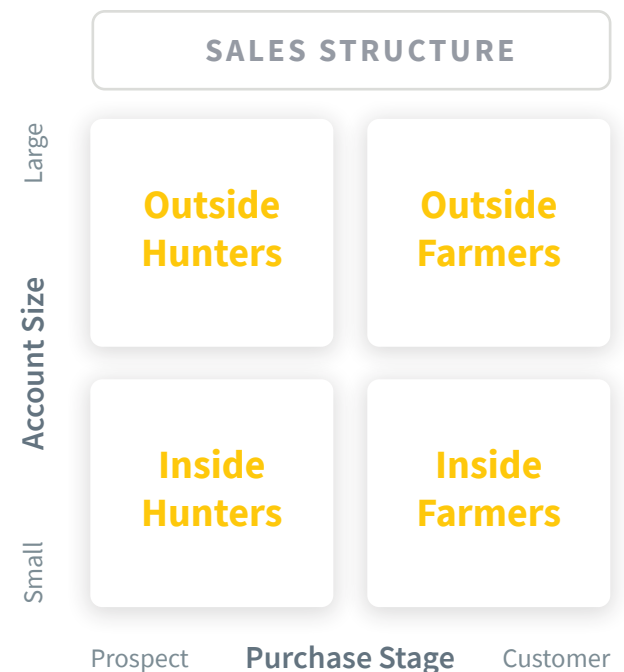 SALES STRUCTURE
Large
Outside
Hunters
Outside
Farmers
Account Size
Inside
Hunters
Inside
Farmers
Small
Prospect
Purchase Stage
Customer